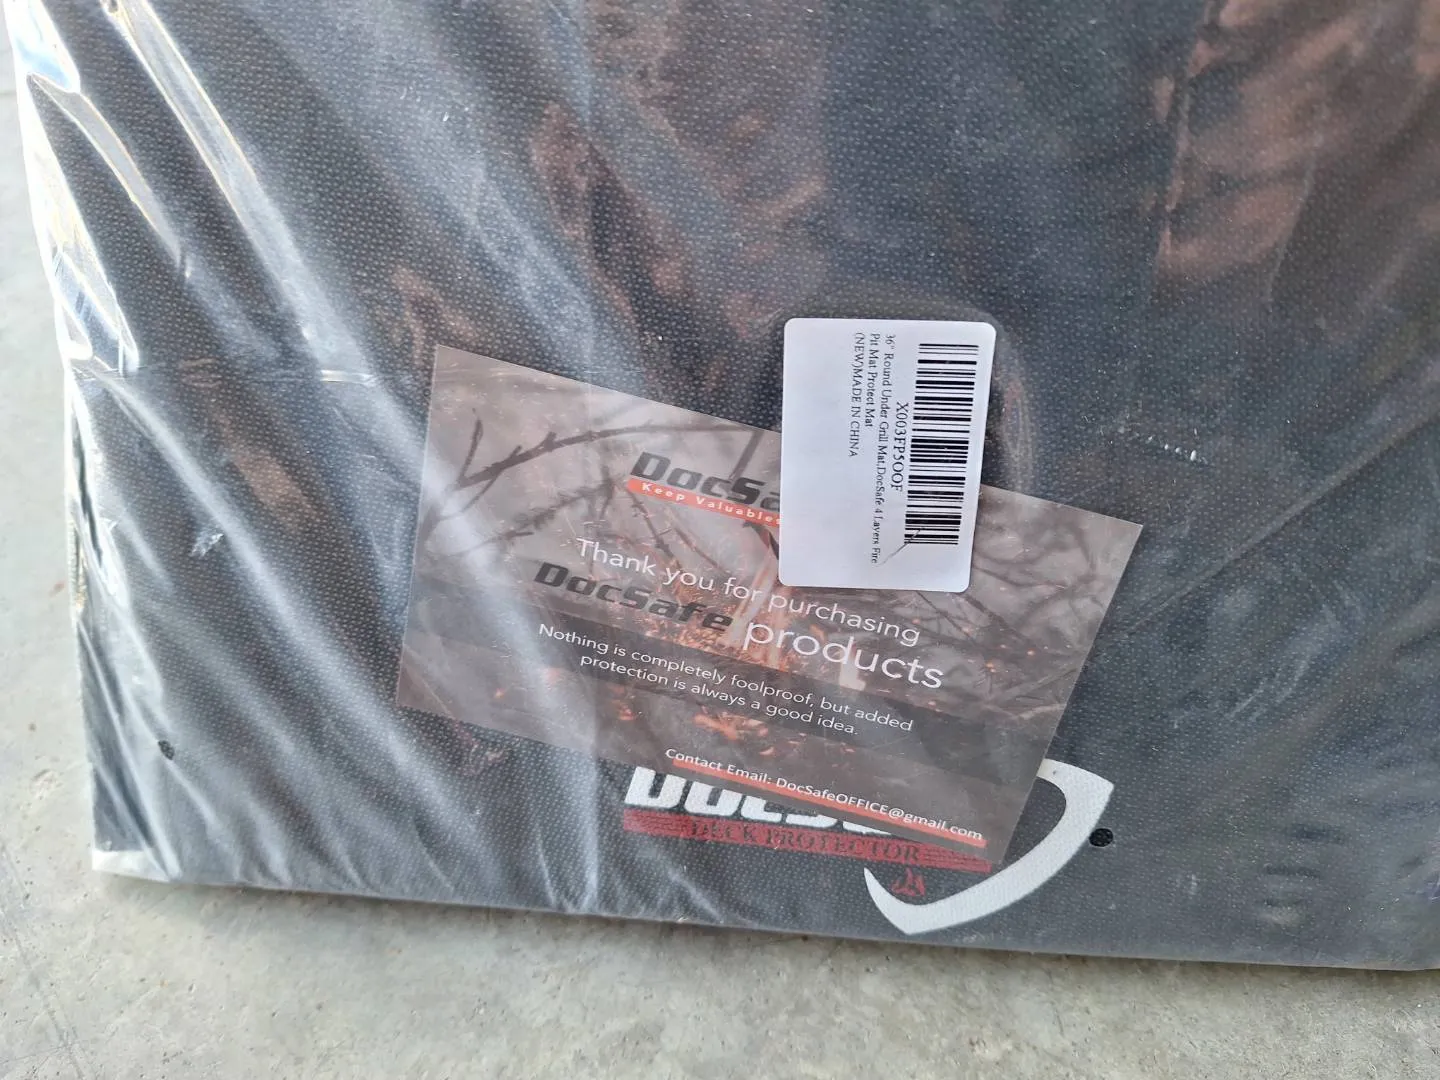 X003FP5OOF
36" Round Under Grill Mat,DocSafe 4 Layers Fire
Pit Mat Protect Mat
(NEW)MADE IN CHINA
DocSa
Keep Valuables
Thank you for purchasing
DocSafe products
Nothing is completely foolproof, but added
protection is always a good idea.
Contact Email: DocSafeOFFICE@gmail.com
DECK PROTECTOR